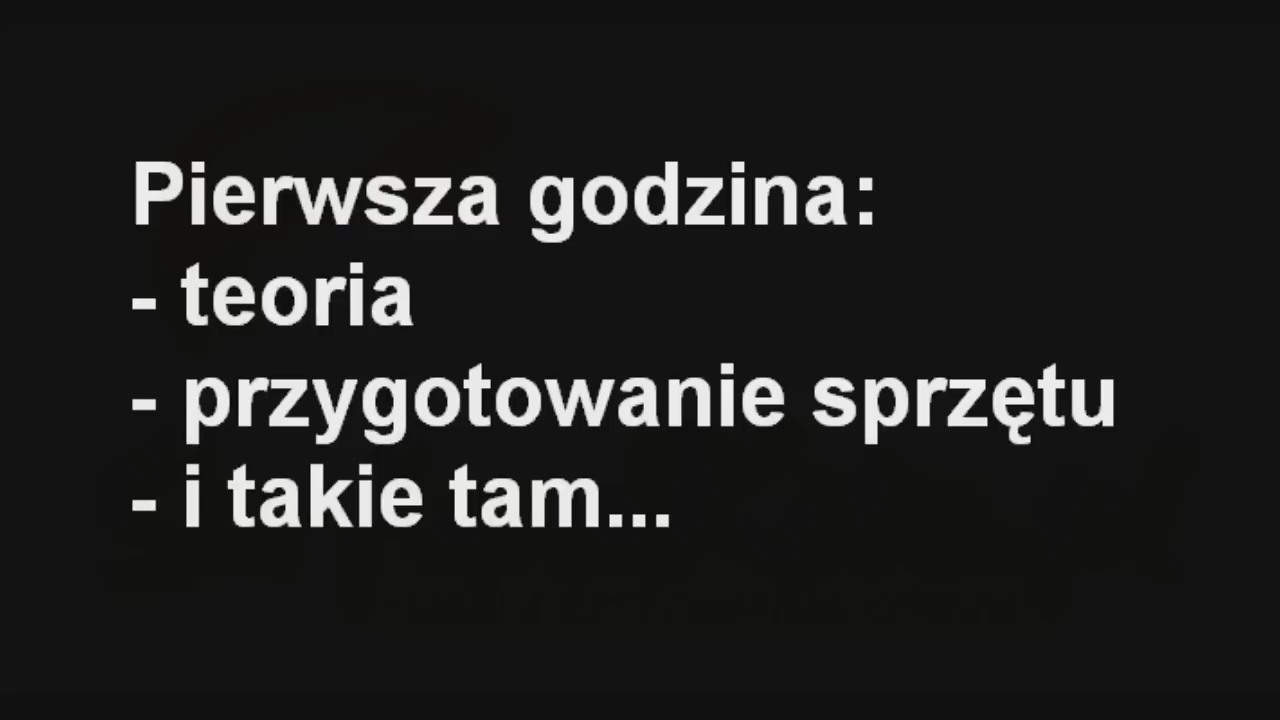 Pierwsza godzina:
- teoria
- przygotowanie sprzętu
- i takie tam...